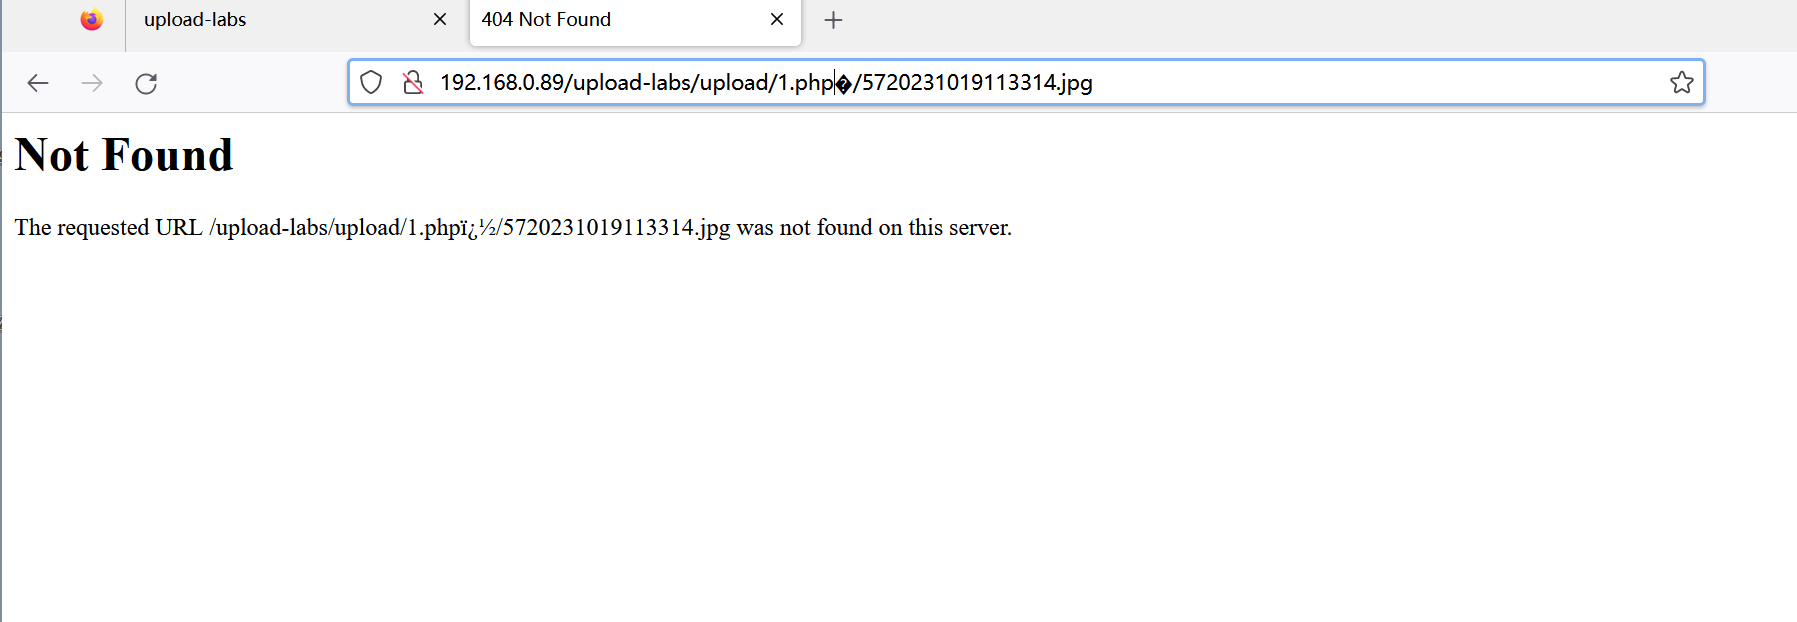 upload-labs
404 Not Found
192.168.0.89/upload-labs/upload/1.php�/5720231019113314.jpg
Not Found
The requested URL /upload-labs/upload/1.phpï¿½/5720231019113314.jpg was not found on this server.